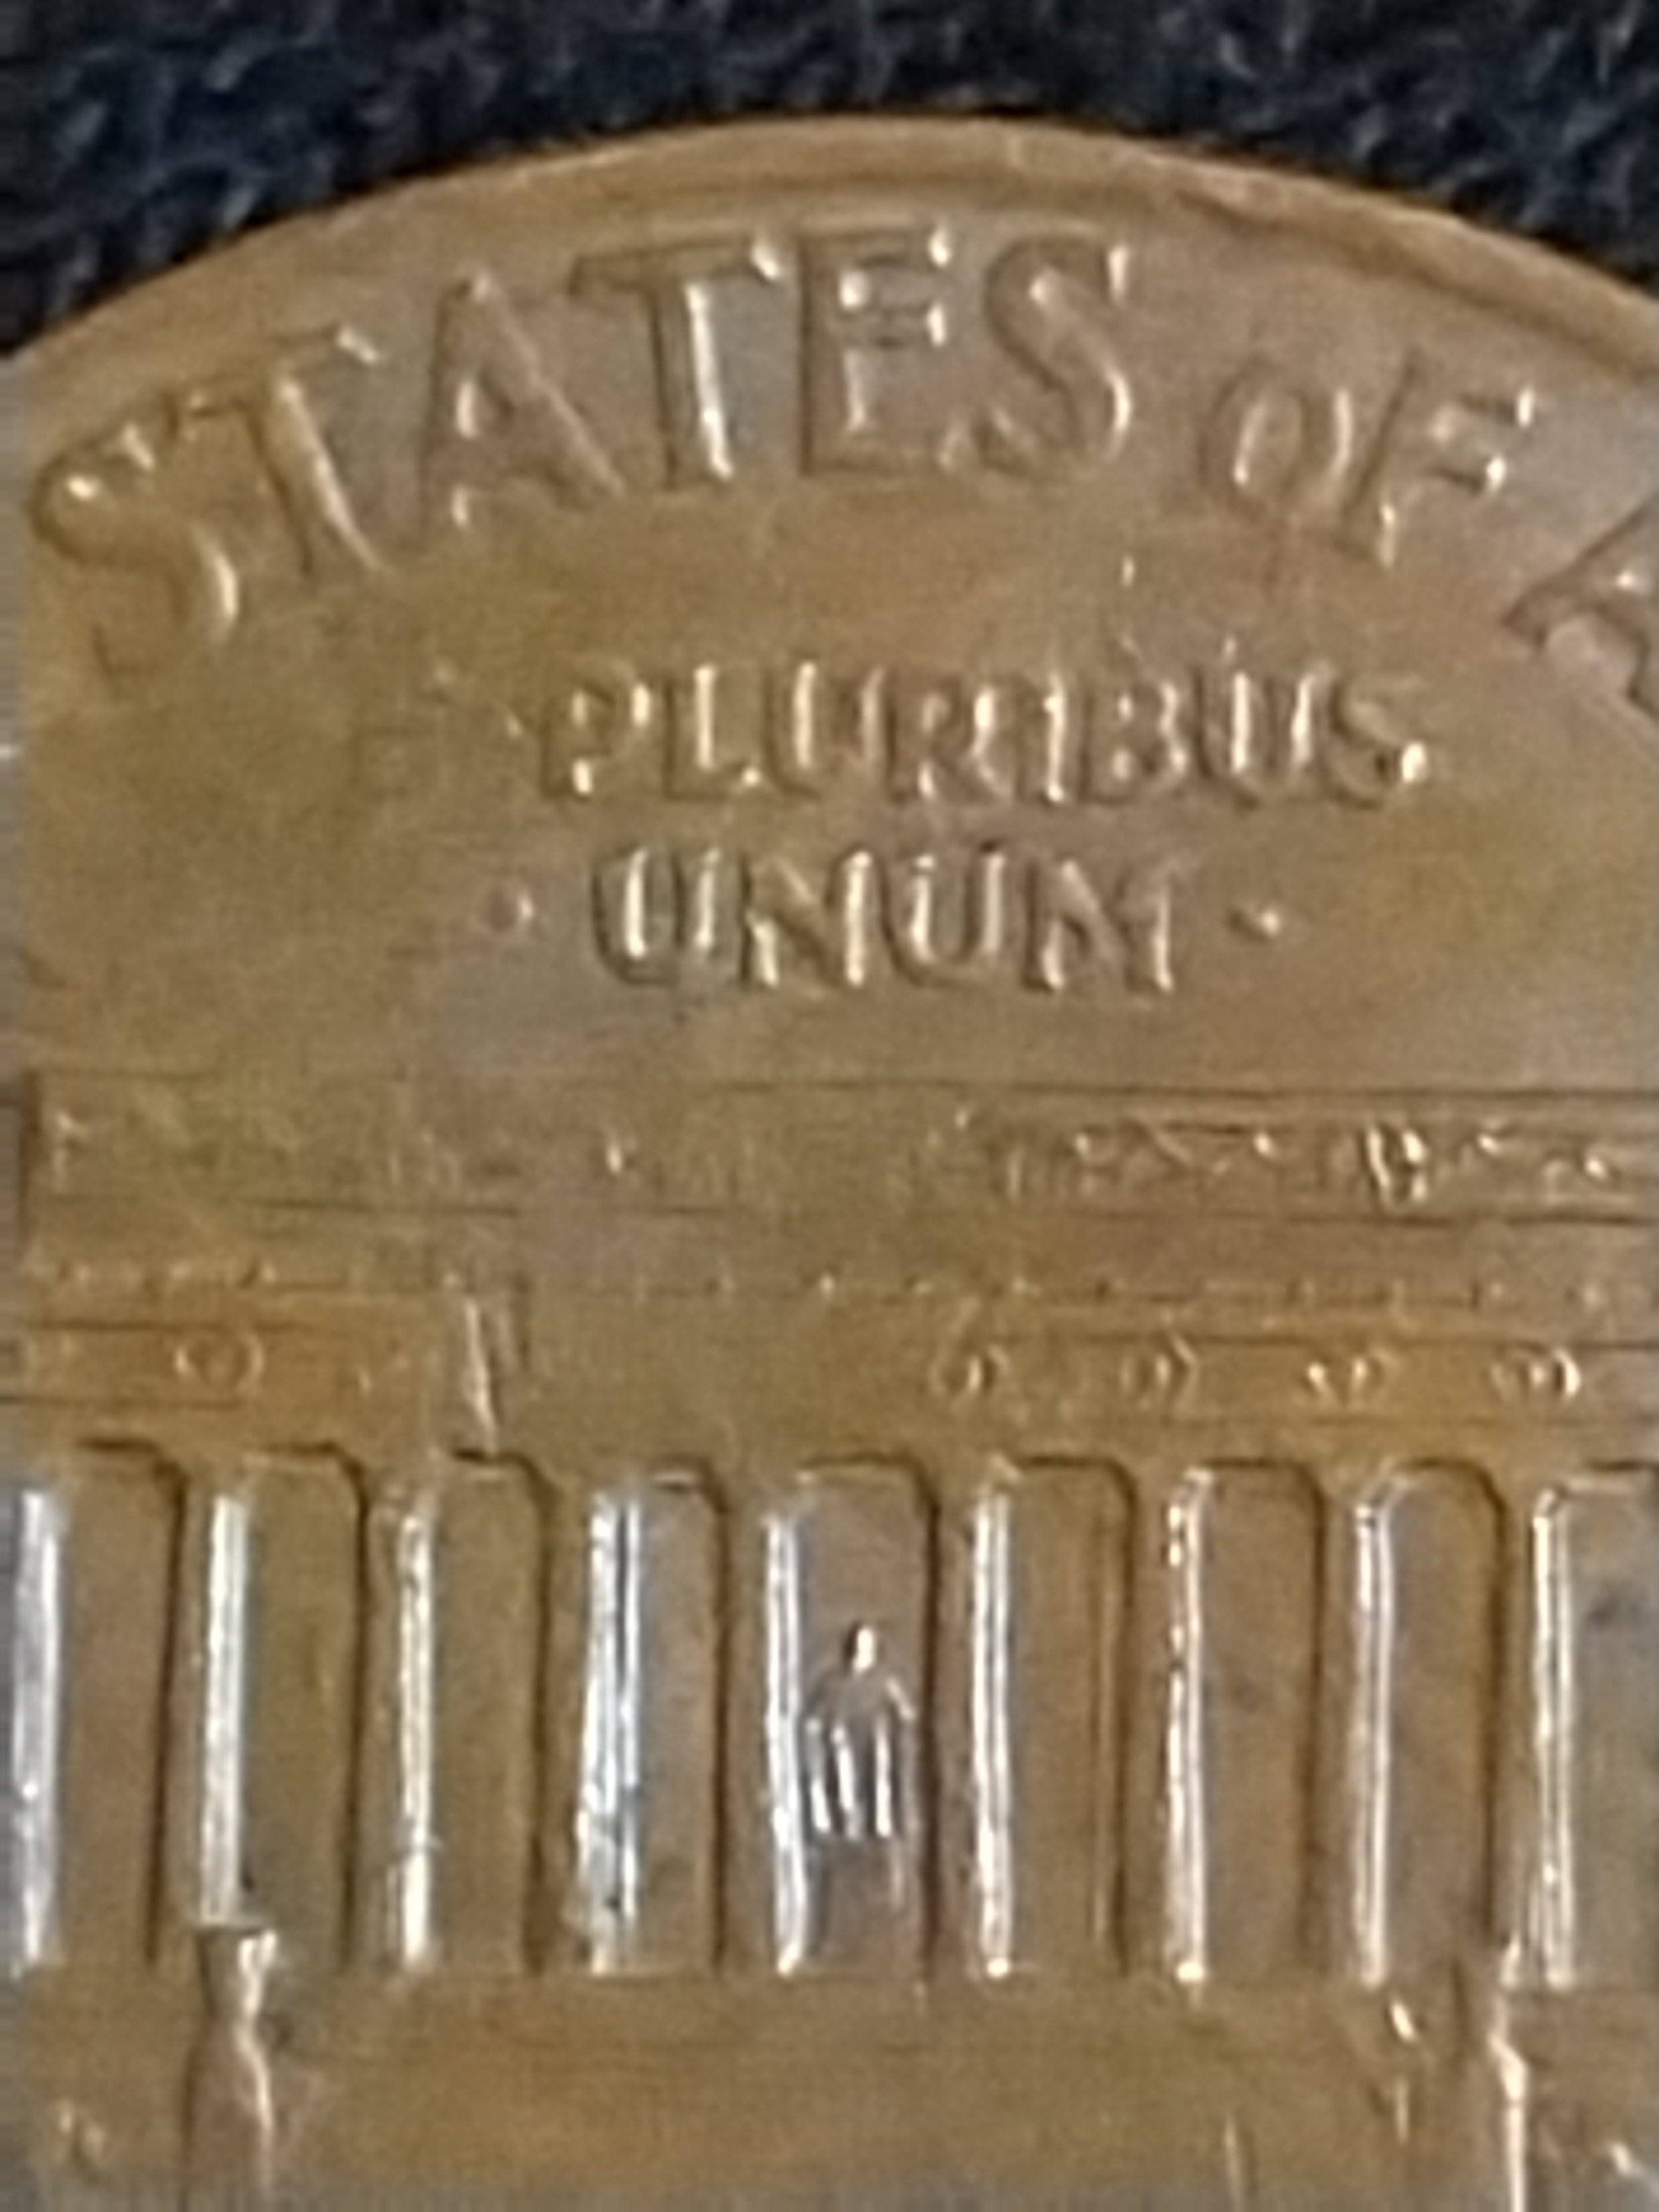 STATES OF
PLURIBUS
· UNUM ·